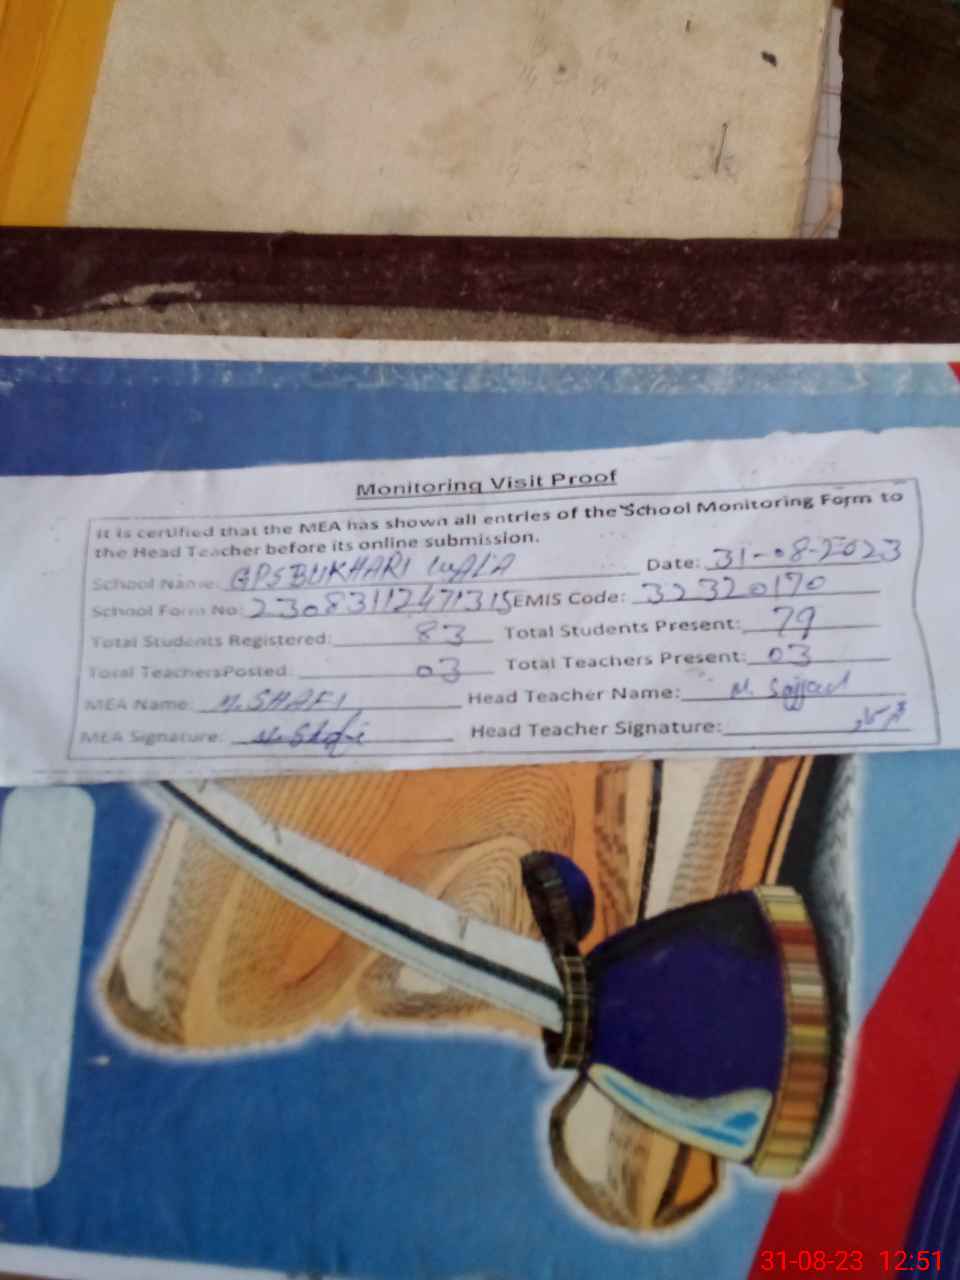 Monitoring Visit Proof
It is certified that the MEA has shown all entries of the School Monitoring Form to
the Head Teacher before its online submission.
School Name: GPS BUKHARI WALA Date: 31-08-2023
School Form No: 23083112471315 EMIS Code: 32320170
Total Students Registered: 83 Total Students Present: 79
Total Teachers Posted: 03 Total Teachers Present: 03
MEA Name: M. SHAFI Head Teacher Name: M. Sajjad
MEA Signature: M. Shafi Head Teacher Signature:
31-08-23 12:51